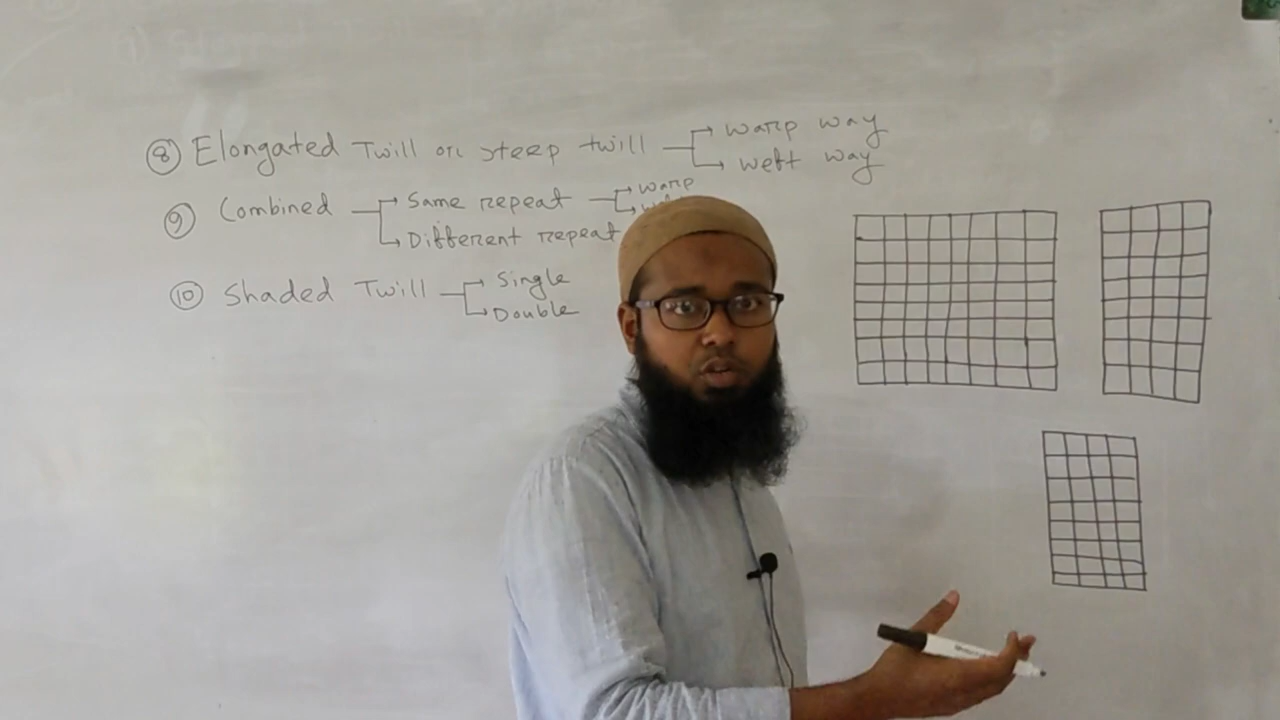 ⑧ Elongated Twill or steep twill → warp way
→ weft way
⑨ Combined → Same repeat → warp
→ Different repeat
⑩ Shaded Twill → Single
→ Double